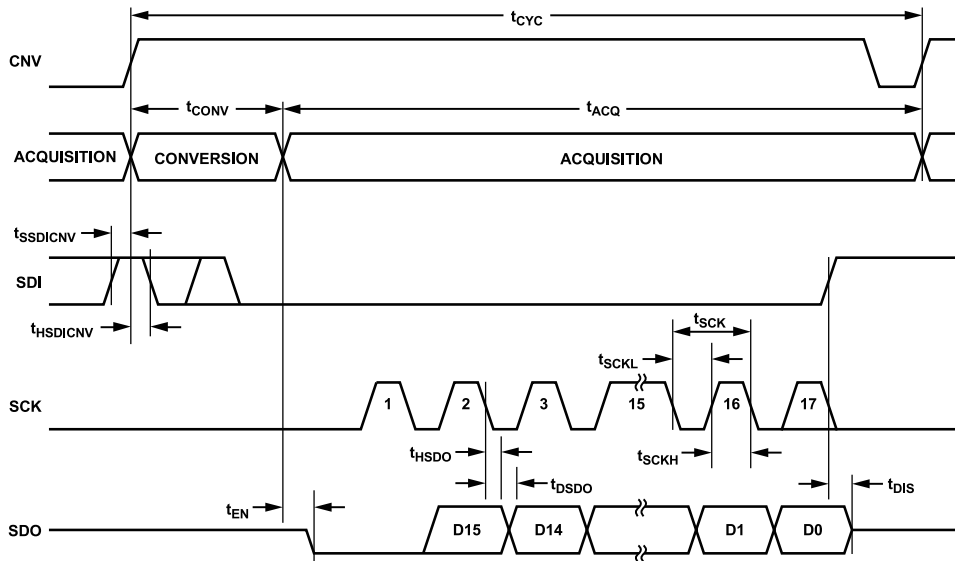 tCYC
CNV
tCONV
tACQ
ACQUISITION CONVERSION ACQUISITION
tSSDICNV
SDI
tHSDICNV
tSCK
tSCKL
SCK 1 2 3 15 16 17
tHSDO
tSCKH
tDSDO
tDIS
tEN
SDO D15 D14 D1 D0